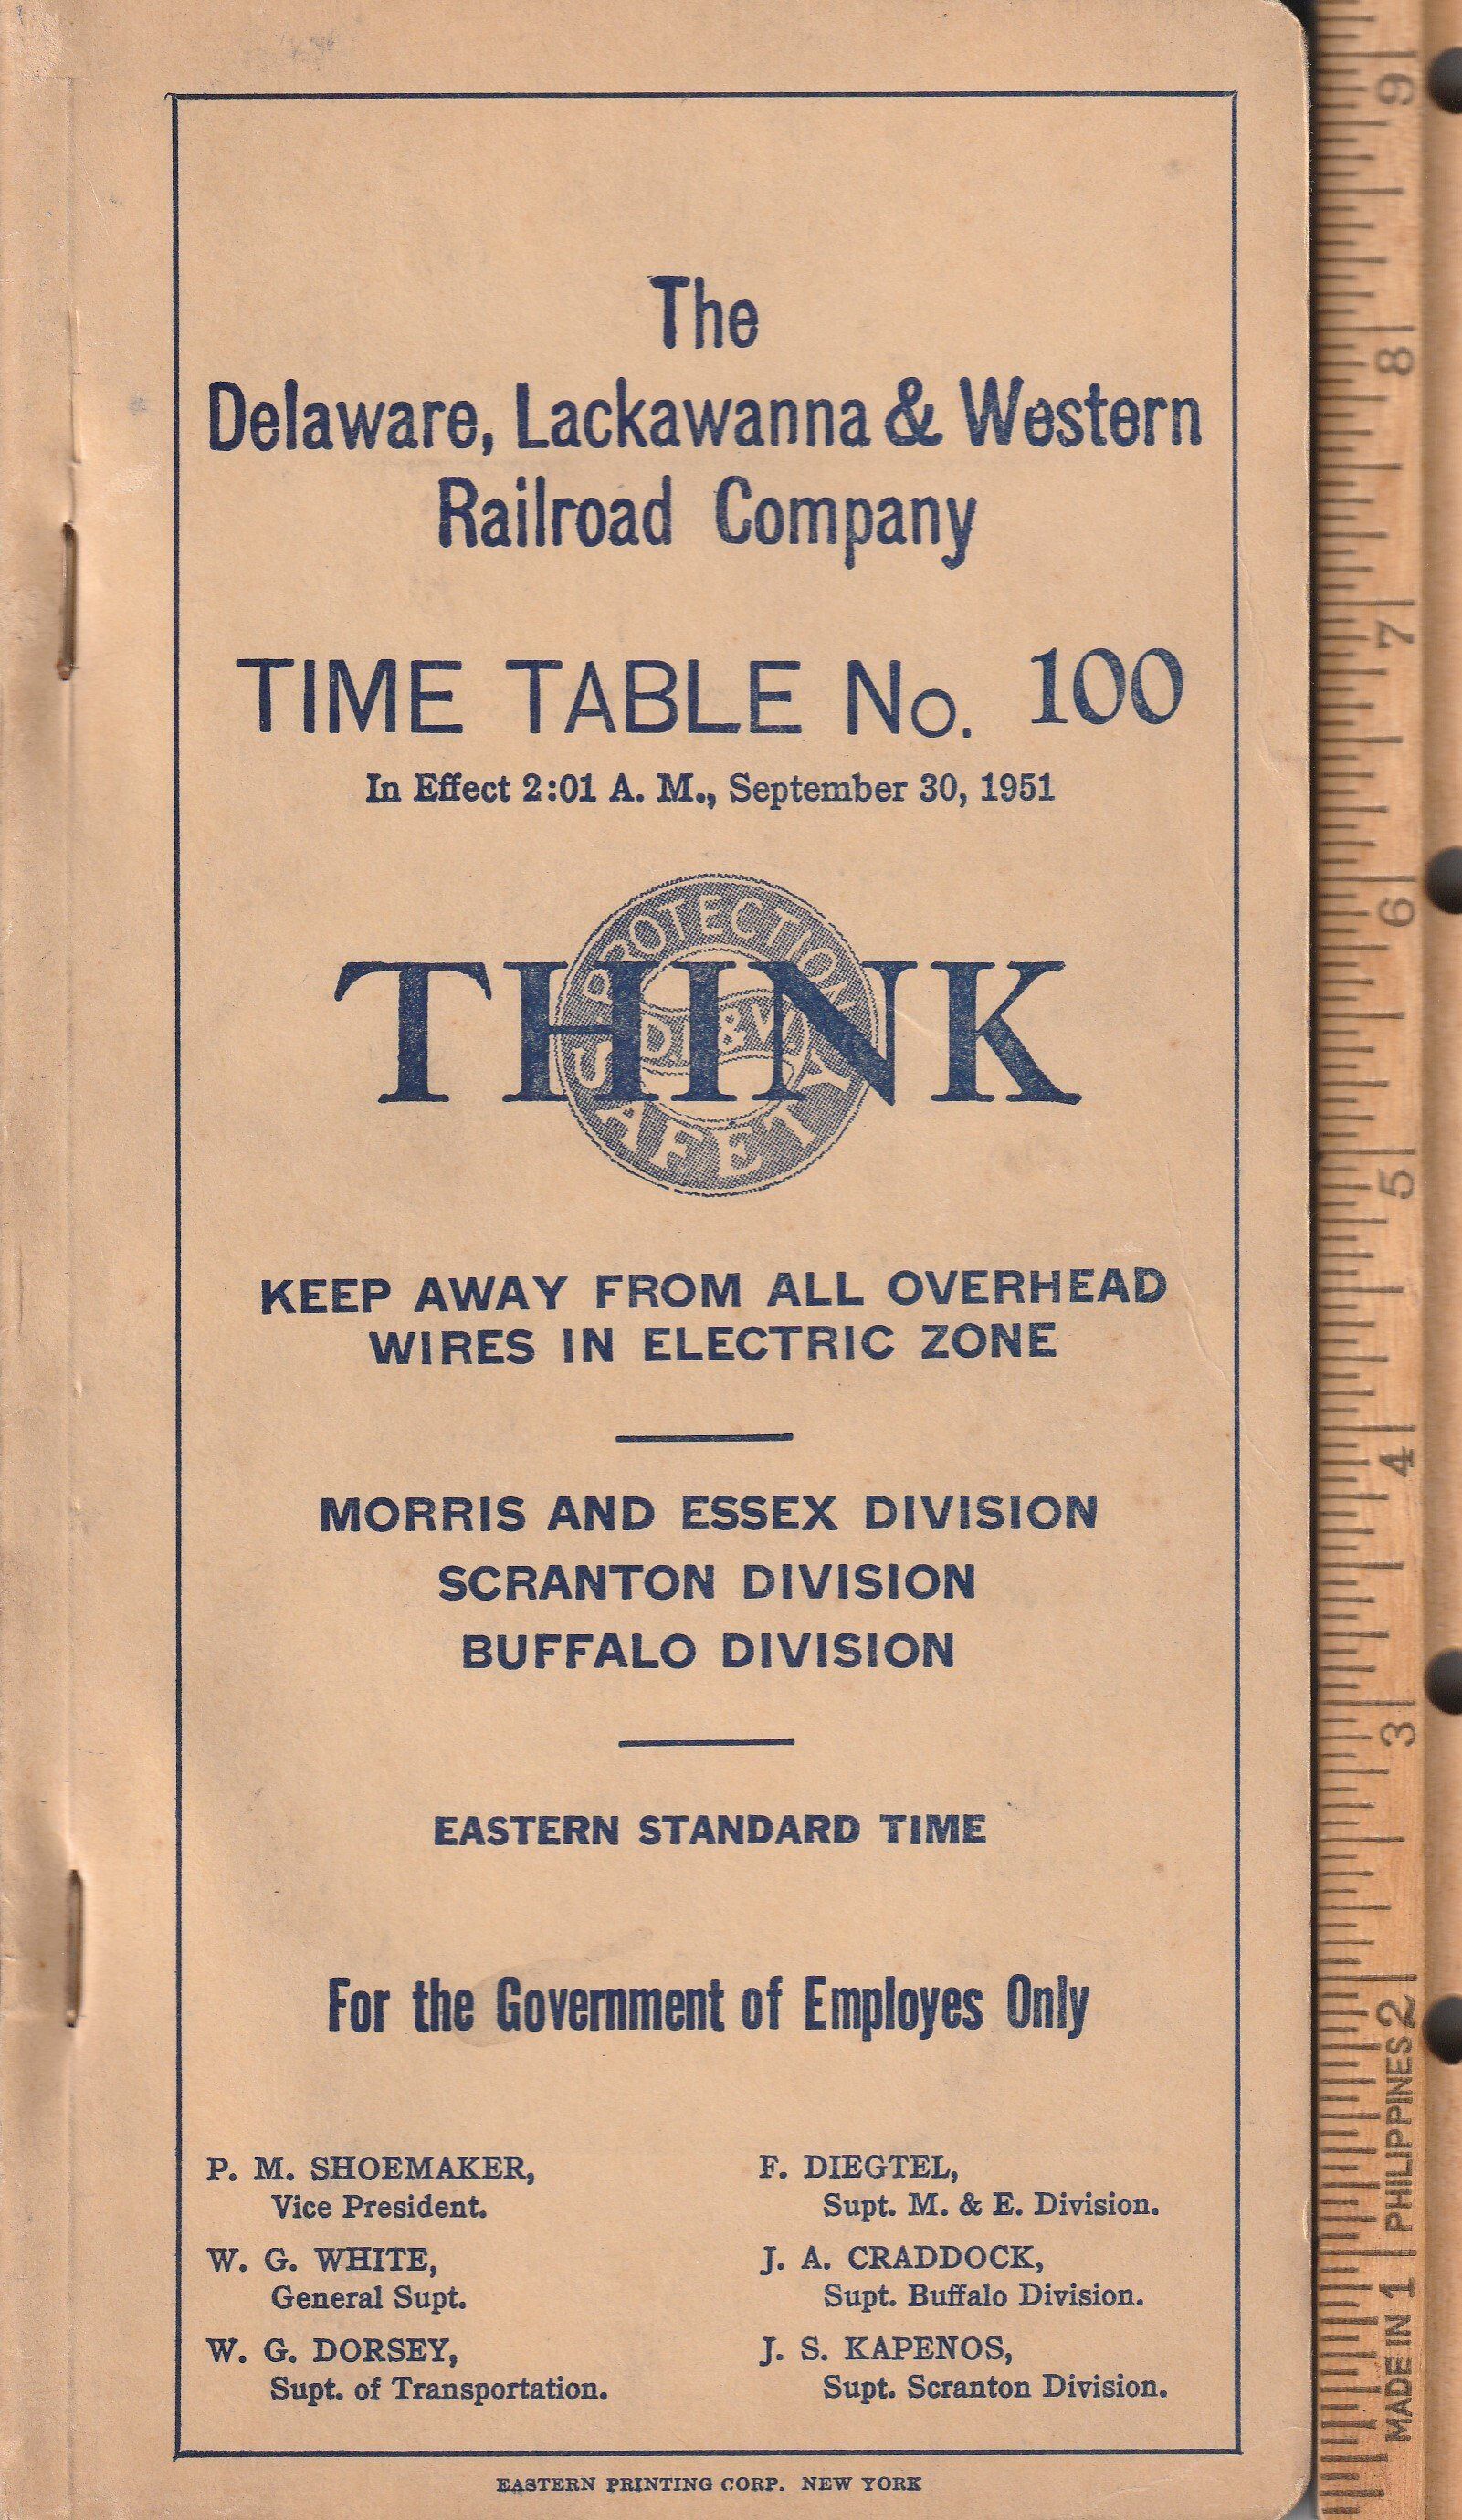 The
Delaware, Lackawanna & Western
Railroad Company
TIME TABLE No. 100
In Effect 2:01 A. M., September 30, 1951
PROTECTION
THINK
D.L.&W.
U.S.
SAFETY
KEEP AWAY FROM ALL OVERHEAD
WIRES IN ELECTRIC ZONE
MORRIS AND ESSEX DIVISION
SCRANTON DIVISION
BUFFALO DIVISION
EASTERN STANDARD TIME
For the Government of Employes Only
P. M. SHOEMAKER,
Vice President.
W. G. WHITE,
General Supt.
W. G. DORSEY,
Supt. of Transportation.
F. DIEGTEL,
Supt. M. & E. Division.
J. A. CRADDOCK,
Supt. Buffalo Division.
J. S. KAPENOS,
Supt. Scranton Division.
EASTERN PRINTING CORP. NEW YORK
MADE IN PHILIPPINES
1
2
3
4
5
6
7
8
9